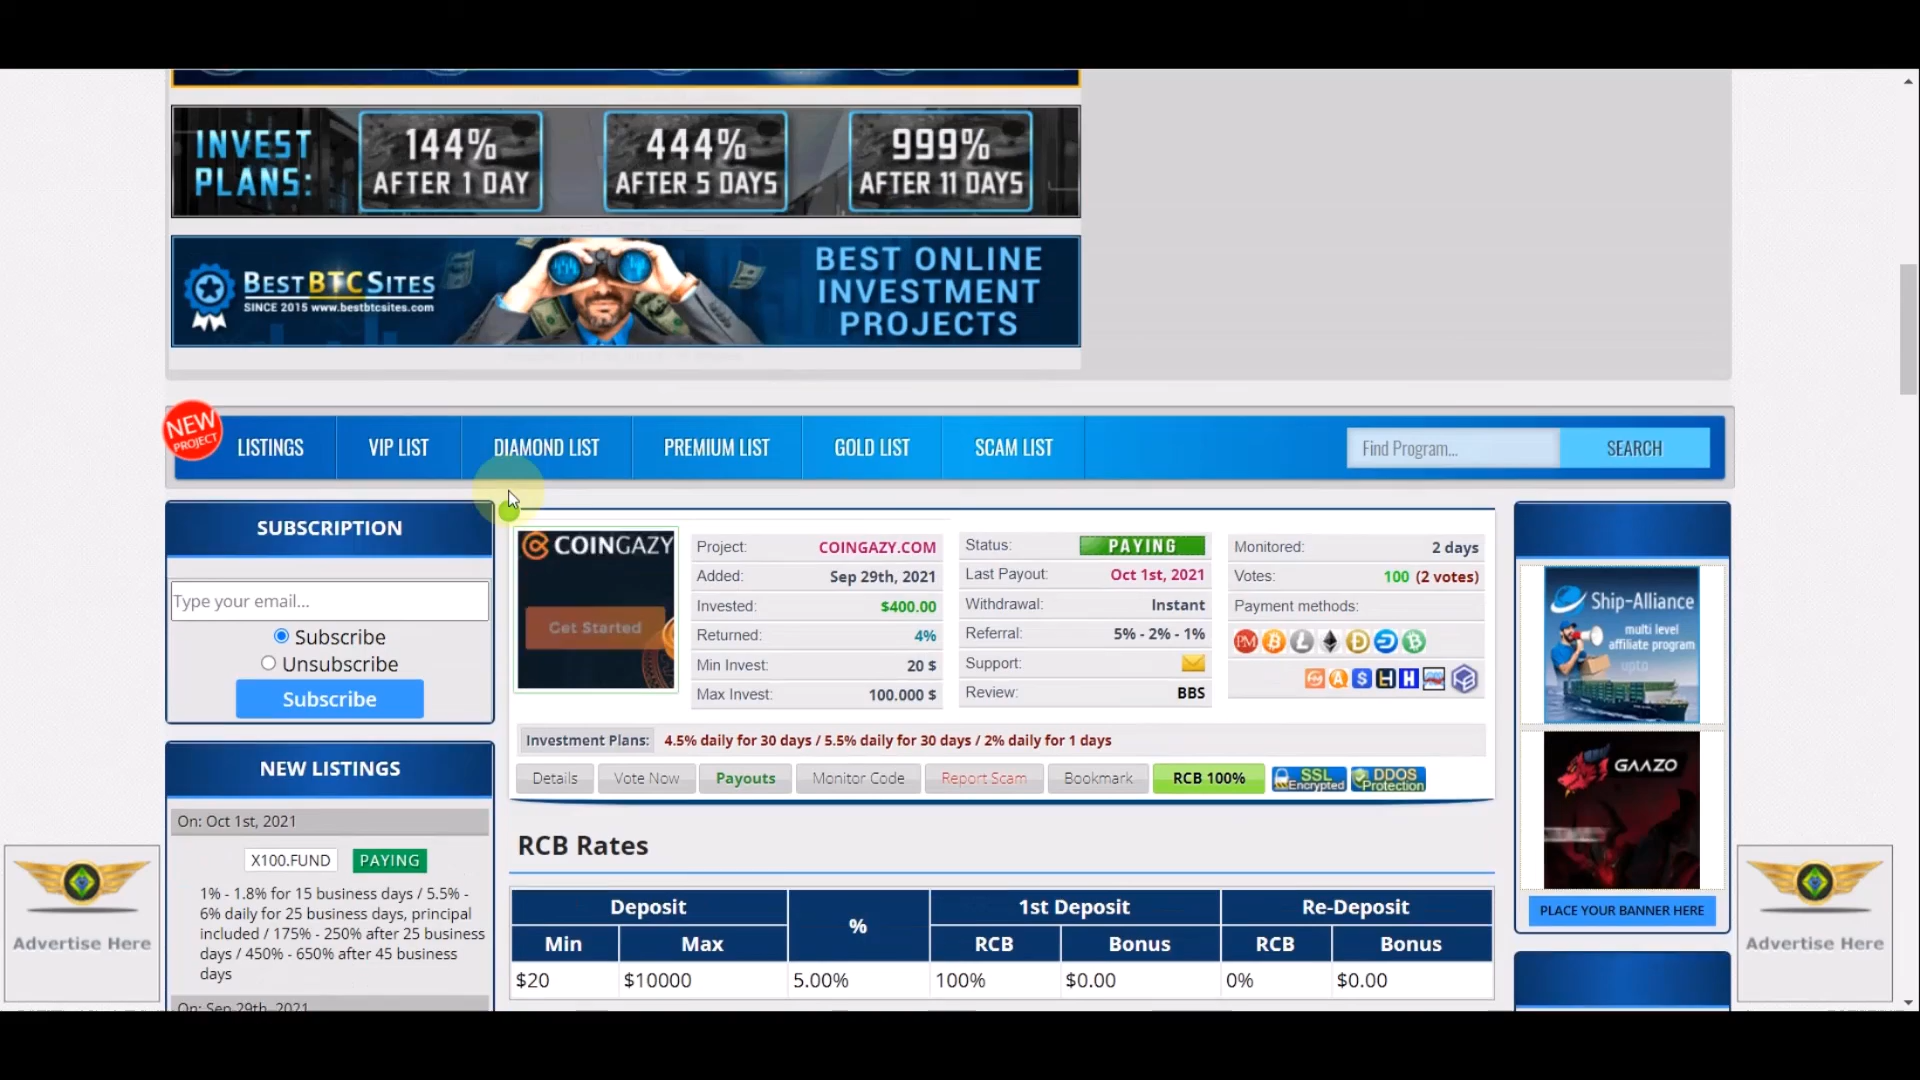 INVEST PLANS:
144% AFTER 1 DAY
444% AFTER 5 DAYS
999% AFTER 11 DAYS
BESTBTCSITES
SINCE 2015 www.bestbtcsites.com
BEST ONLINE
INVESTMENT
PROJECTS
NEW PROJECT
LISTINGS VIP LIST DIAMOND LIST PREMIUM LIST GOLD LIST SCAM LIST Find Program... SEARCH
SUBSCRIPTION
Type your email...
Subscribe
Unsubscribe
Subscribe
NEW LISTINGS
On: Oct 1st, 2021
X100.FUND PAYING
1% - 1.8% for 15 business days / 5.5% -
6% daily for 25 business days, principal
included / 175% - 250% after 25 business
days / 450% - 650% after 45 business
days
On: Sep 29th, 2021
COINGAZY
Get Started
Project: COINGAZY.COM
Added: Sep 29th, 2021
Invested: $400.00
Returned: 4%
Min Invest: 20 $
Max Invest: 100.000 $
Status: PAYING
Last Payout: Oct 1st, 2021
Withdrawal: Instant
Referral: 5% - 2% - 1%
Support:
Review: BBS
Monitored: 2 days
Votes: 100 (2 votes)
Payment methods:
Investment Plans: 4.5% daily for 30 days / 5.5% daily for 30 days / 2% daily for 1 days
Details Vote Now Payouts Monitor Code Report Scam Bookmark RCB 100% SSL Encrypted DDOS Protection
RCB Rates
Deposit % 1st Deposit Re-Deposit
Min Max RCB Bonus RCB Bonus
$20 $10000 5.00% 100% $0.00 0% $0.00
Ship-Alliance
multi level
affiliate program
upto
GAAZO
PLACE YOUR BANNER HERE
Advertise Here
Advertise Here